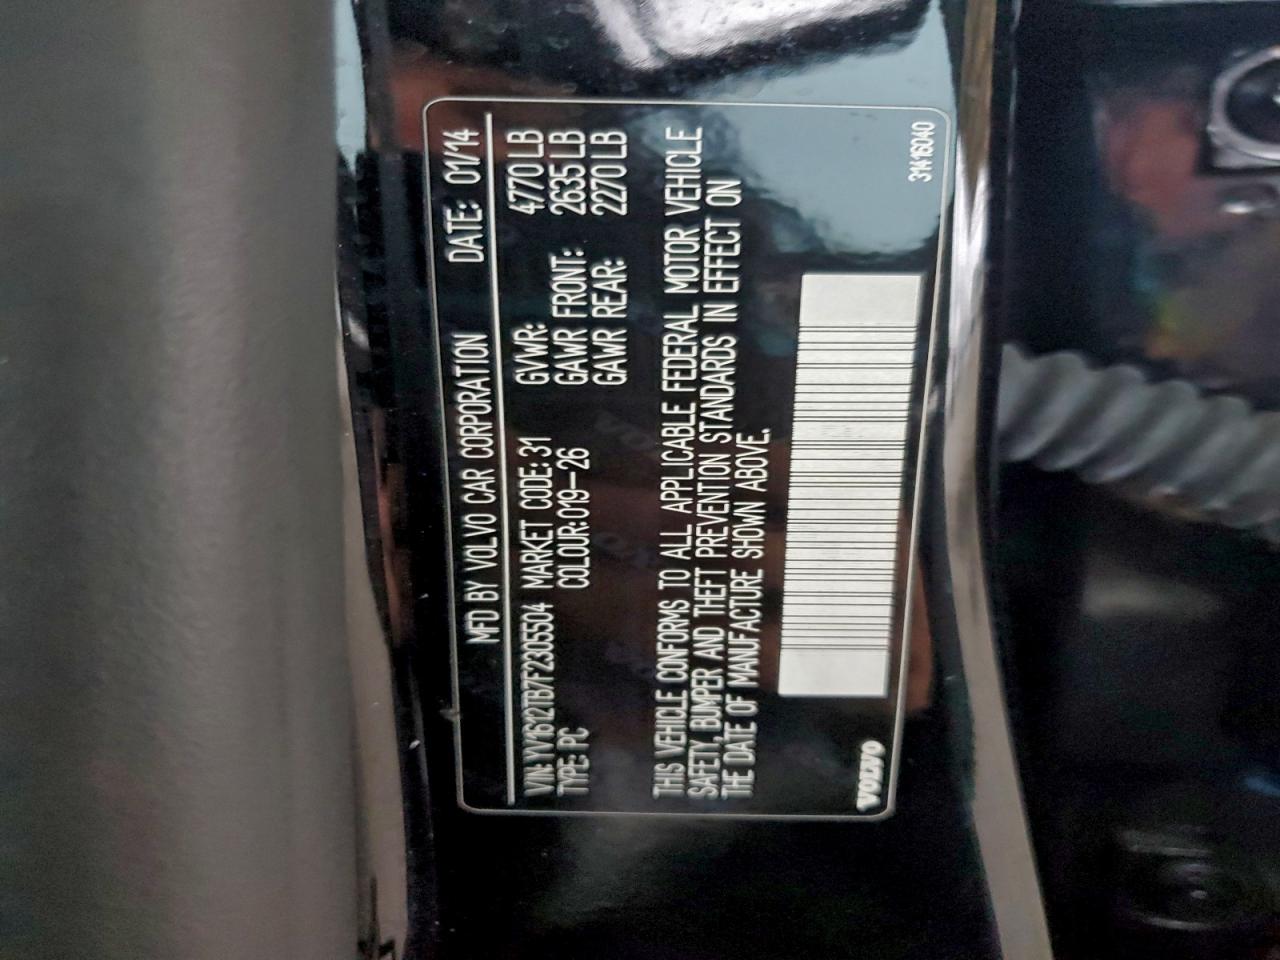 MFD BY VOLVO CAR CORPORATION DATE: 01/14
VIN: YV1612TB7F2305504 MARKET CODE: 31 GVWR: 4770 LB
TYPE: PC COLOUR: 019-26 GAWR FRONT: 2635 LB
GAWR REAR: 2270 LB
THIS VEHICLE CONFORMS TO ALL APPLICABLE FEDERAL MOTOR VEHICLE
SAFETY, BUMPER AND THEFT PREVENTION STANDARDS IN EFFECT ON
THE DATE OF MANUFACTURE SHOWN ABOVE.
VOLVO 31416040